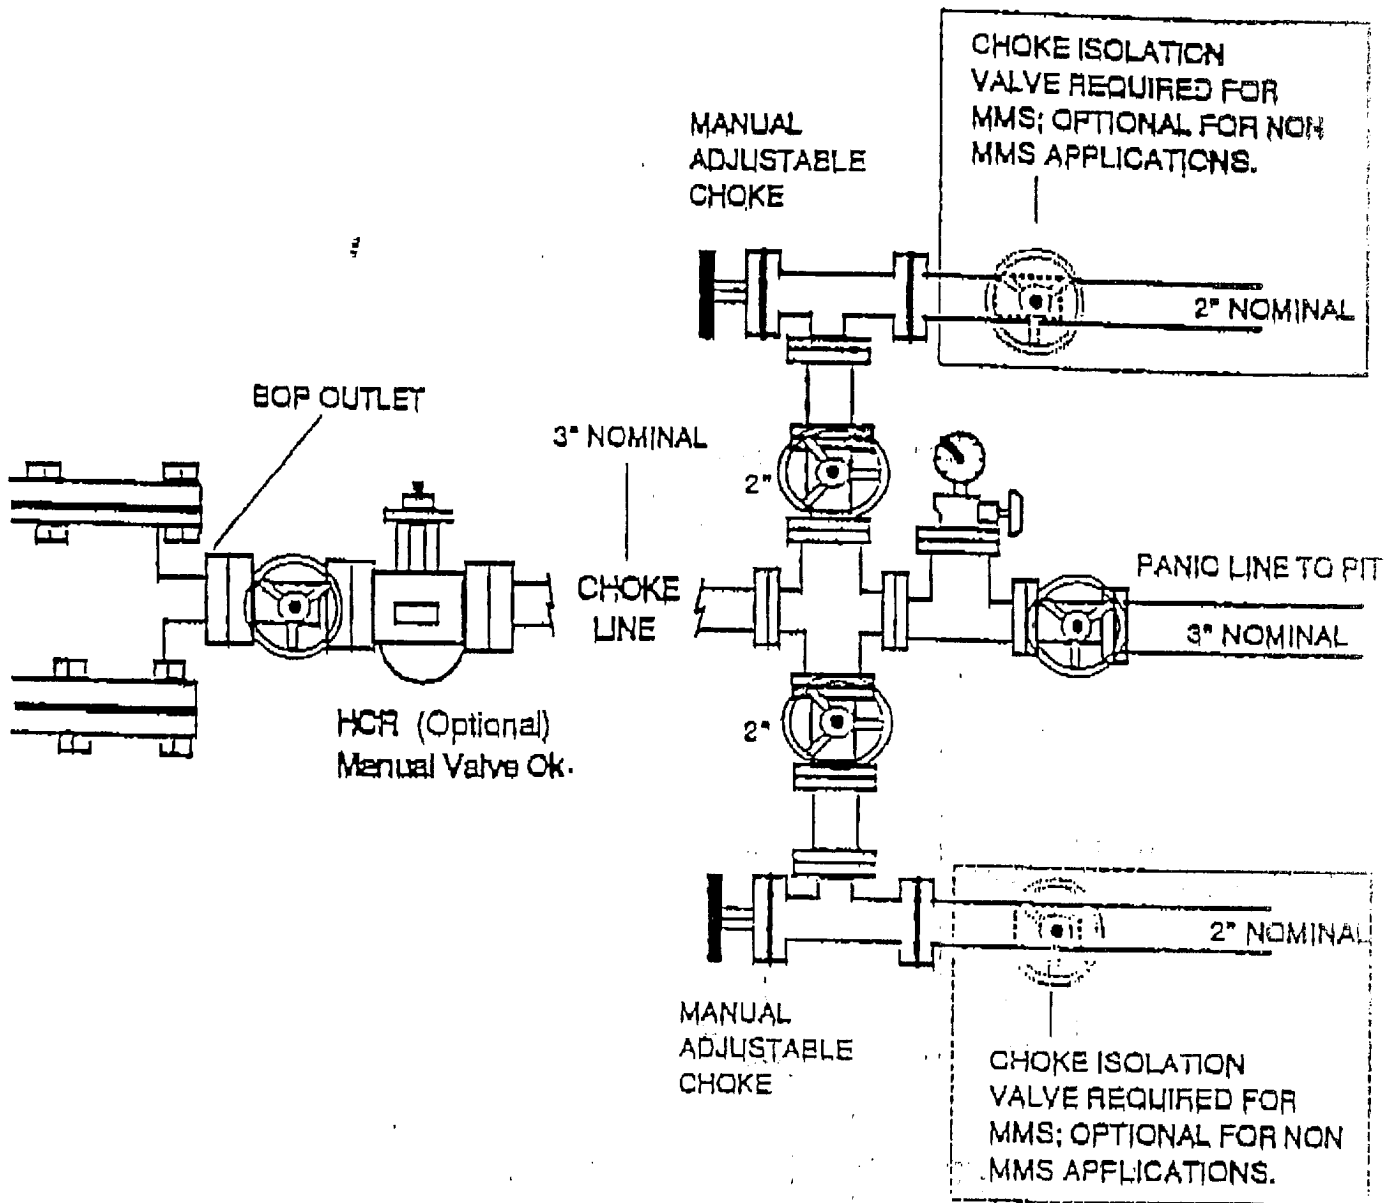 CHOKE ISOLATION
VALVE REQUIRED FOR
MMS; OPTIONAL FOR NON
MMS APPLICATIONS.
MANUAL
ADJUSTABLE
CHOKE
2" NOMINAL
BOP OUTLET
3" NOMINAL
2"
PANIC LINE TO PIT
CHOKE
LINE
3" NOMINAL
HCR (Optional)
Manual Valve Ok.
2"
2" NOMINAL
MANUAL
ADJUSTABLE
CHOKE
CHOKE ISOLATION
VALVE REQUIRED FOR
MMS; OPTIONAL FOR NON
MMS APPLICATIONS.